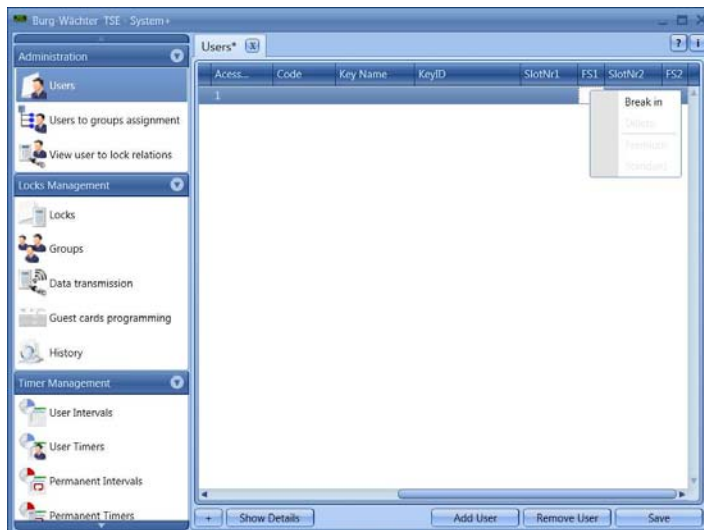 Burg-Wächter TSE System+
Administration
Users
Users to groups assignment
View user to lock relations
Locks Management
Locks
Groups
Data transmission
Guest cards programming
History
Timer Management
User Intervals
User Timers
Permanent Intervals
Permanent Timers
Users* X
? i
Acess... Code Key Name KeyID SlotNr1 FS1 SlotNr2 FS2
1
Break in
Delete
+ Show Details Add User Remove User Save